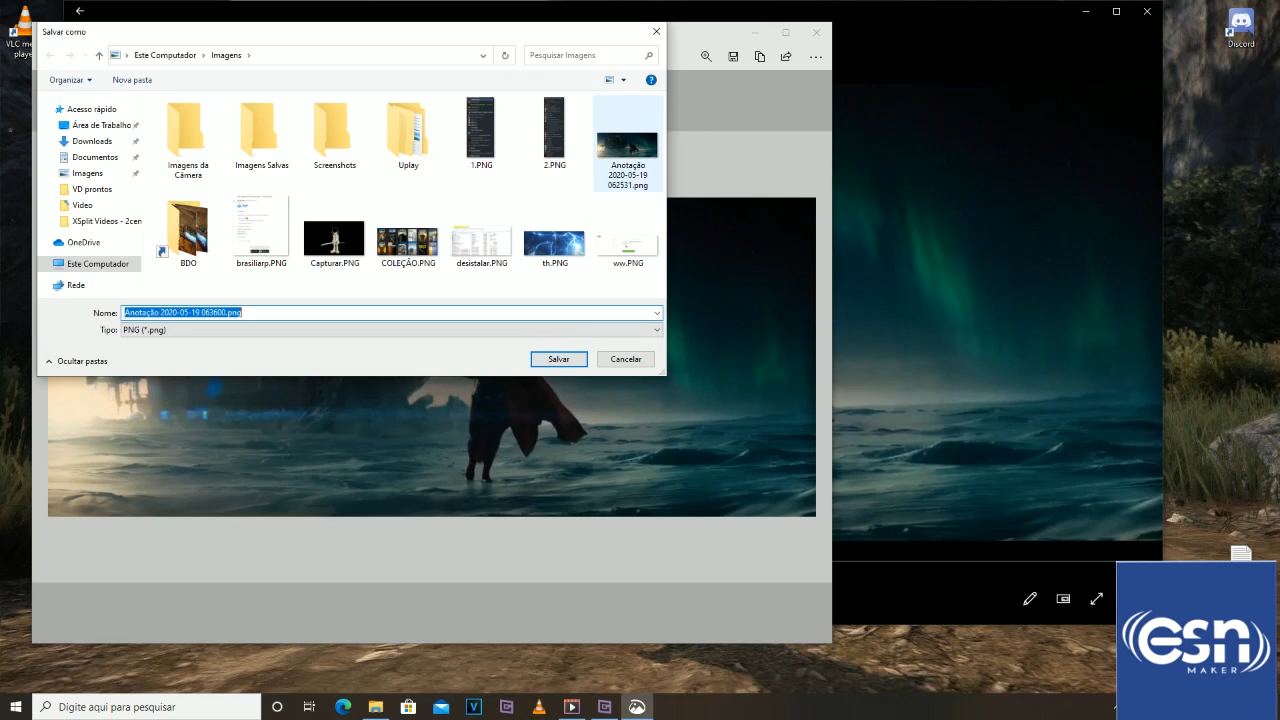 VLC me
playe
Discord
Salvar como
Este Computador
Imagens
Pesquisar Imagens
Organizar
Nova pasta
Acesso rápido
Área de Trabalho
Downloads
Documentos
Imagens
VD prontos
Video
XSplit Videos - 2cen
OneDrive
Este Computador
Rede
Imagens da
Câmera
Imagens Salvas
Screenshots
Uplay
1.PNG
2.PNG
Anotação
2020-05-19
062531.png
BDO
brasiliarp.PNG
Capturar.PNG
COLEÇÃO.PNG
desistalar.PNG
th.PNG
ww.PNG
Nome:
Anotação 2020-05-19 063600.png
Tipo:
PNG (*.png)
Ocultar pastas
Salvar
Cancelar
esn
MAKER
Digite aqui para pesquisar